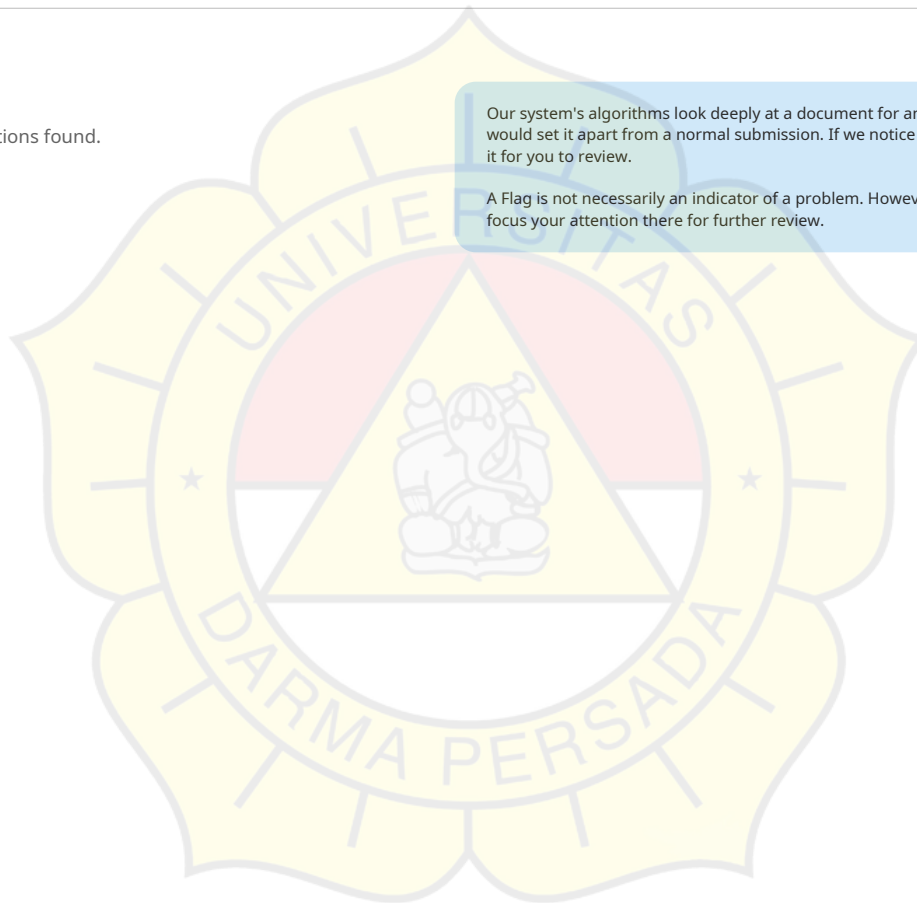 tions found.
Our system's algorithms look deeply at a document for an
would set it apart from a normal submission. If we notice
it for you to review.
A Flag is not necessarily an indicator of a problem. Howev
focus your attention there for further review.
UNIVERSITAS
DARMA PERSADA